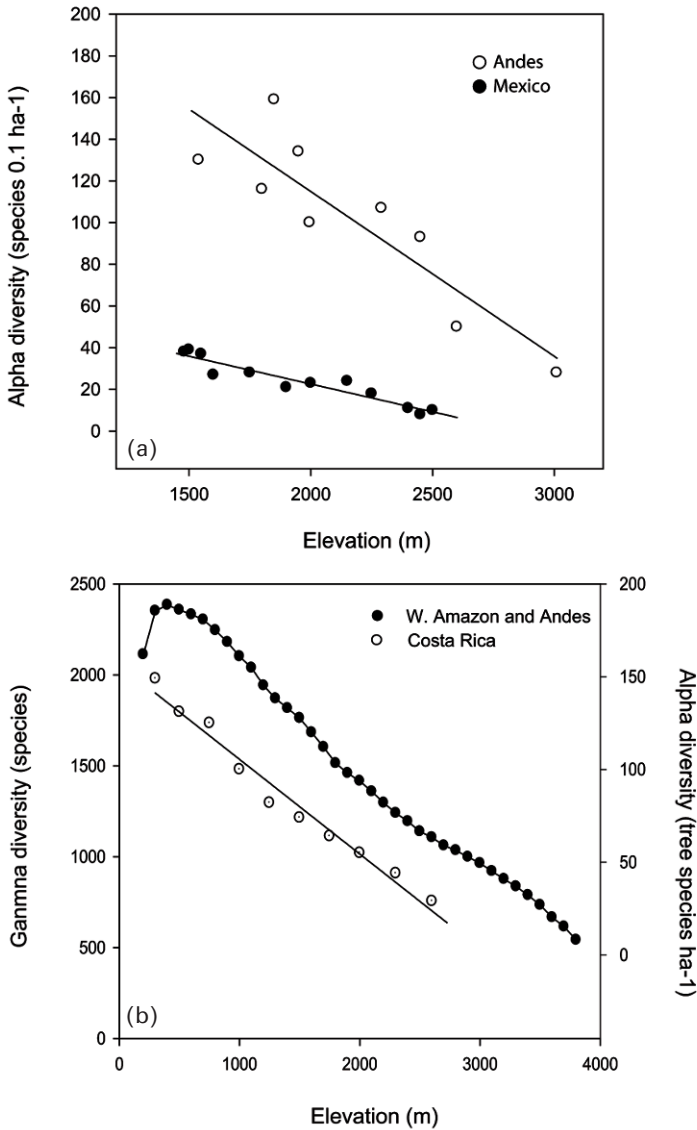 200
180
160
140
120
100
80
60
40
20
0
Alpha diversity (species 0.1 ha-1)
Andes
Mexico
(a)
1500 2000 2500 3000
Elevation (m)
2500
2000
1500
1000
500
0
Ganmna diversity (species)
W. Amazon and Andes
Costa Rica
200
150
100
50
0
Alpha diversity (tree species ha-1)
(b)
0 1000 2000 3000 4000
Elevation (m)